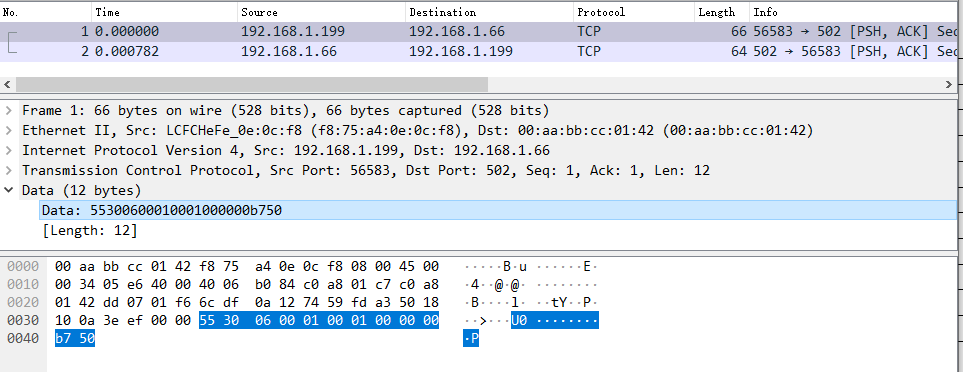 No. Time Source Destination Protocol Length Info
1 0.000000 192.168.1.199 192.168.1.66 TCP 66 56583 → 502 [PSH, ACK] Seq
2 0.000782 192.168.1.66 192.168.1.199 TCP 64 502 → 56583 [PSH, ACK] Seq
Frame 1: 66 bytes on wire (528 bits), 66 bytes captured (528 bits)
Ethernet II, Src: LCFCHeFe_0e:0c:f8 (f8:75:a4:0e:0c:f8), Dst: 00:aa:bb:cc:01:42 (00:aa:bb:cc:01:42)
Internet Protocol Version 4, Src: 192.168.1.199, Dst: 192.168.1.66
Transmission Control Protocol, Src Port: 56583, Dst Port: 502, Seq: 1, Ack: 1, Len: 12
Data (12 bytes)
Data: 55300600010001000000b750
[Length: 12]
0000 00 aa bb cc 01 42 f8 75 a4 0e 0c f8 08 00 45 00 ·····B·u ······E·
0010 00 34 05 e6 40 00 40 06 b0 84 c0 a8 01 c7 c0 a8 ·4··@·@· ········
0020 01 42 dd 07 01 f6 6c df 0a 12 74 59 fd a3 50 18 ·B····l· ··tY··P·
0030 10 0a 3e ef 00 00 55 30 06 00 01 00 01 00 00 00 ··>···U0 ········
0040 b7 50 ·P